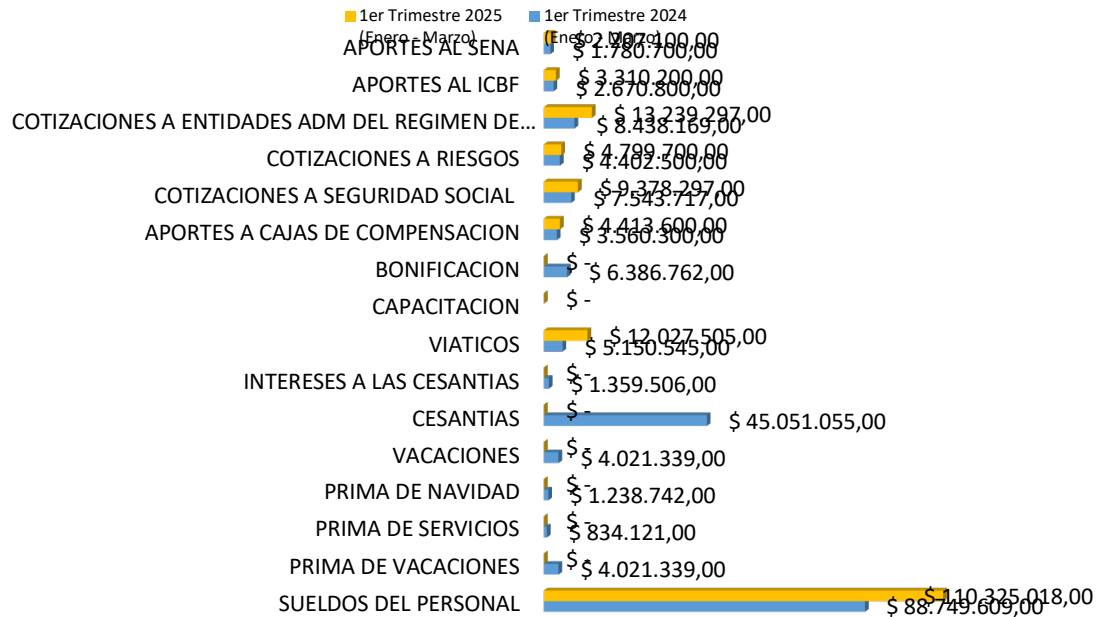 1er Trimestre 2025 (Enero - Marzo)
1er Trimestre 2024 (Enero - Marzo)
APORTES AL SENA $ 2.207.100,00 $ 1.780.700,00
APORTES AL ICBF $ 3.310.200,00 $ 2.670.800,00
COTIZACIONES A ENTIDADES ADM DEL REGIMEN DE... $ 13.239.297,00 $ 8.438.169,00
COTIZACIONES A RIESGOS $ 4.799.700,00 $ 4.402.500,00
COTIZACIONES A SEGURIDAD SOCIAL $ 9.378.297,00 $ 7.543.717,00
APORTES A CAJAS DE COMPENSACION $ 4.413.600,00 $ 3.560.300,00
BONIFICACION $ - $ 6.386.762,00
CAPACITACION $ -
VIATICOS $ 12.027.505,00 $ 5.150.545,00
INTERESES A LAS CESANTIAS $ - $ 1.359.506,00
CESANTIAS $ - $ 45.051.055,00
VACACIONES $ - $ 4.021.339,00
PRIMA DE NAVIDAD $ - $ 1.238.742,00
PRIMA DE SERVICIOS $ - $ 834.121,00
PRIMA DE VACACIONES $ - $ 4.021.339,00
SUELDOS DEL PERSONAL $ 110.325.018,00 $ 88.749.609,00